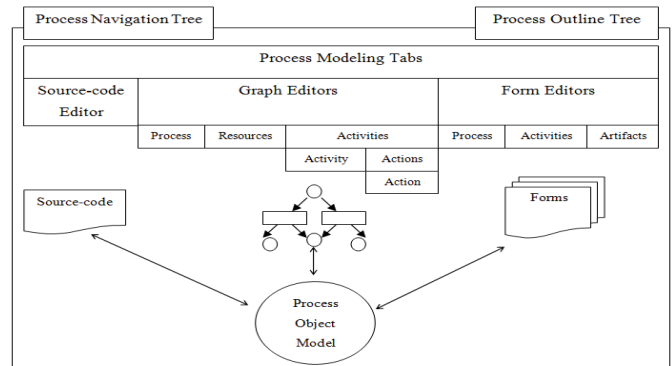 Process Navigation Tree
Process Outline Tree
Process Modeling Tabs
Source-code
Editor
Graph Editors
Form Editors
Process
Resources
Activities
Process
Activities
Artifacts
Activity
Actions
Action
Source-code
Forms
Process
Object
Model